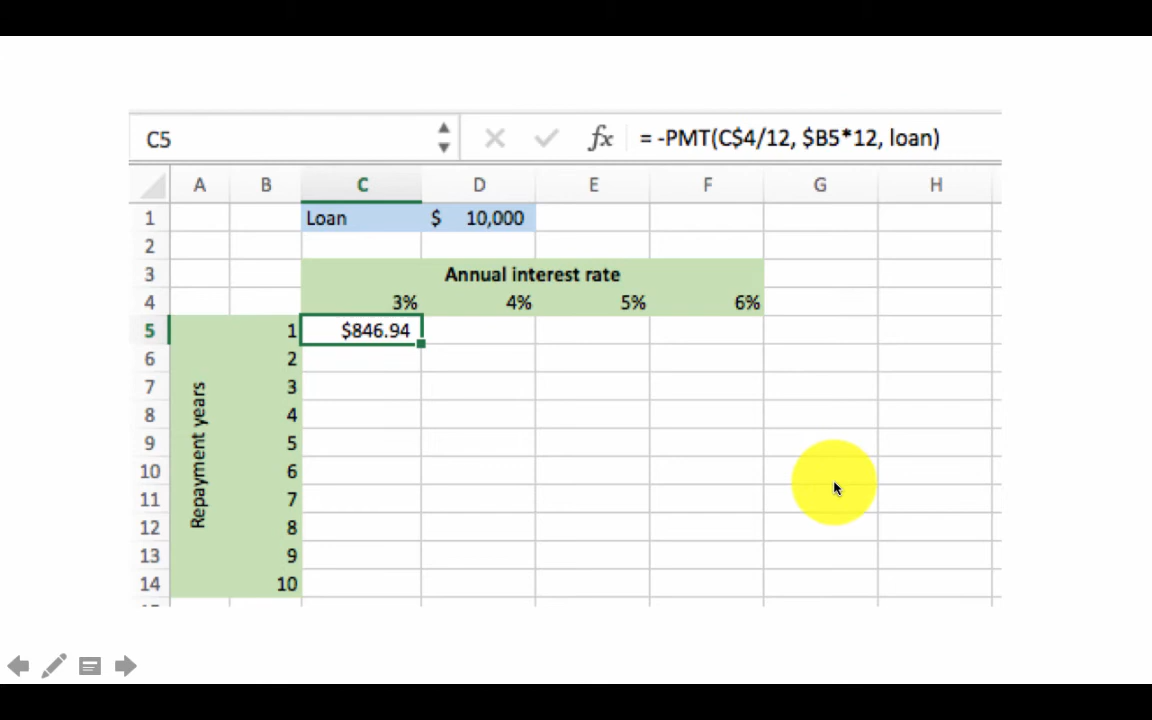 C5 fx = -PMT(C$4/12, $B5*12, loan)
A B C D E F G H
1 Loan $ 10,000
2
3 Annual interest rate
4 3% 4% 5% 6%
5 1 $846.94
6 2
7 3
8 4
9 5
10 6
11 7
12 8
13 9
14 10
Repayment years